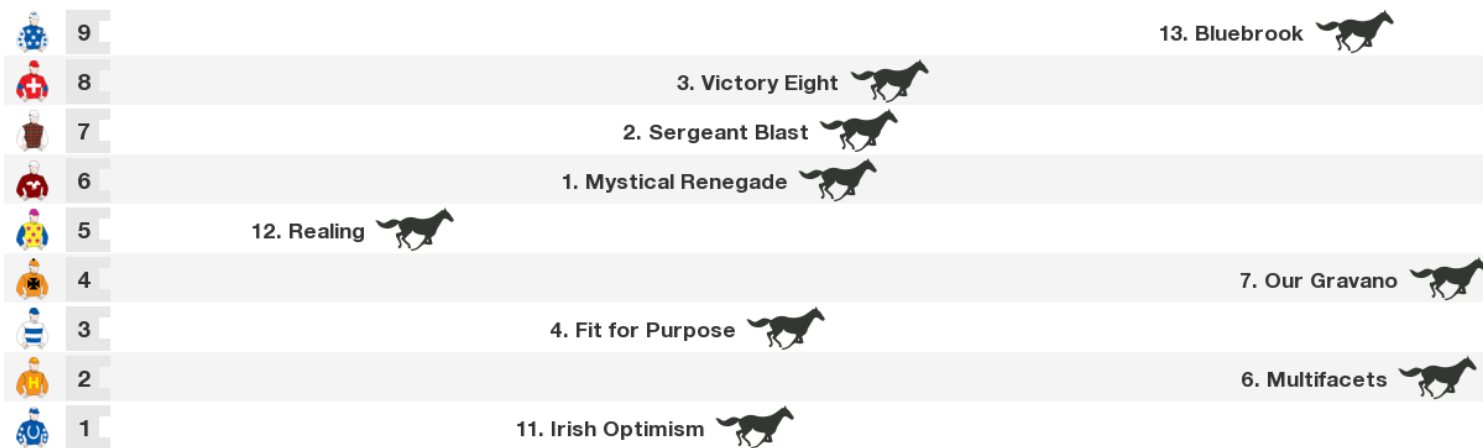 9 13. Bluebrook
8 3. Victory Eight
7 2. Sergeant Blast
6 1. Mystical Renegade
5 12. Realing
4 7. Our Gravano
3 4. Fit for Purpose
H 2 6. Multifacets
1 11. Irish Optimism